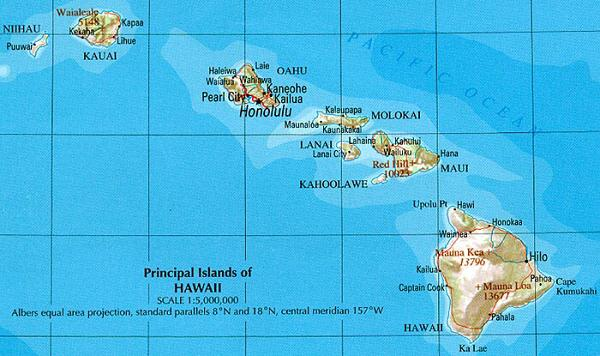 Waialeale
5148
NIIHAU
Kapaa
Kekaha
Lihue
Puuwai
KAUAI
Laie
OAHU
Haleiwa
Wahiawa
Waialua
Kaneohe
Pearl City
Kailua
Honolulu
PACIFIC OCEAN
Kalaupapa
MOLOKAI
Maunaloa
Kaunakakai
LANAI
Lahaina
Kahului
Lanai City
Wailuku
Hana
Red Hill
10023
MAUI
KAHOOLAWE
Upolu Pt
Hawi
Honokaa
Waimea
Mauna Kea
13796
Hilo
Kailua
Pahoa
Cape
Kumukahi
Captain Cook
Mauna Loa
13677
Pahala
HAWAII
Ka Lae
Principal Islands of
HAWAII
SCALE 1:5,000,000
Albers equal area projection, standard parallels 8°N and 18°N, central meridian 157°W